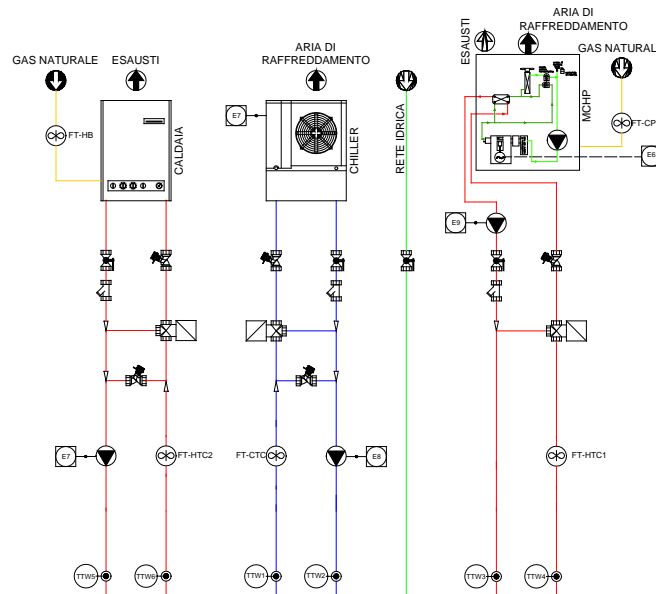 ARIA DI
RAFFREDDAMENTO
GAS NATURALE
ESAUSTI
ARIA DI
RAFFREDDAMENTO
ESAUSTI
GAS NATURAL
FT-HB
CALDAIA
E7
CHILLER
RETE IDRICA
MCHP
FT-CP
E6
E9
E7
FT-HTC2
FT-CTC
E8
FT-HTC1
TTW5
TTW6
TTW1
TTW2
TTW3
TTW4